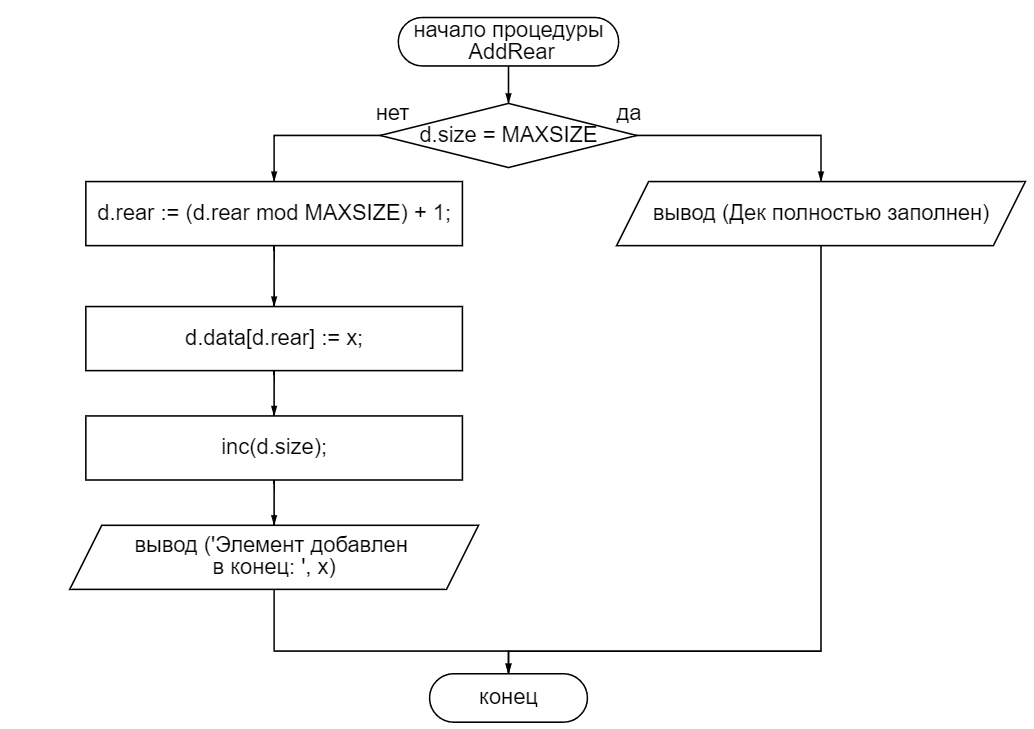 начало процедуры
AddRear
нет
да
d.size = MAXSIZE
d.rear := (d.rear mod MAXSIZE) + 1;
вывод (Дек полностью заполнен)
d.data[d.rear] := x;
inc(d.size);
вывод ('Элемент добавлен
в конец: ', x)
конец